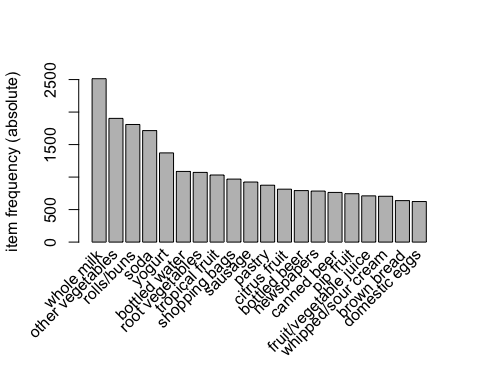 item frequency (absolute)
2500
1500
500
0
whole milk
other vegetables
rolls/buns
soda
yogurt
bottled water
root vegetables
tropical fruit
shopping bags
sausage
pastry
citrus fruit
bottled beer
newspapers
canned beer
pip fruit
fruit/vegetable juice
whipped/sour cream
brown bread
domestic eggs